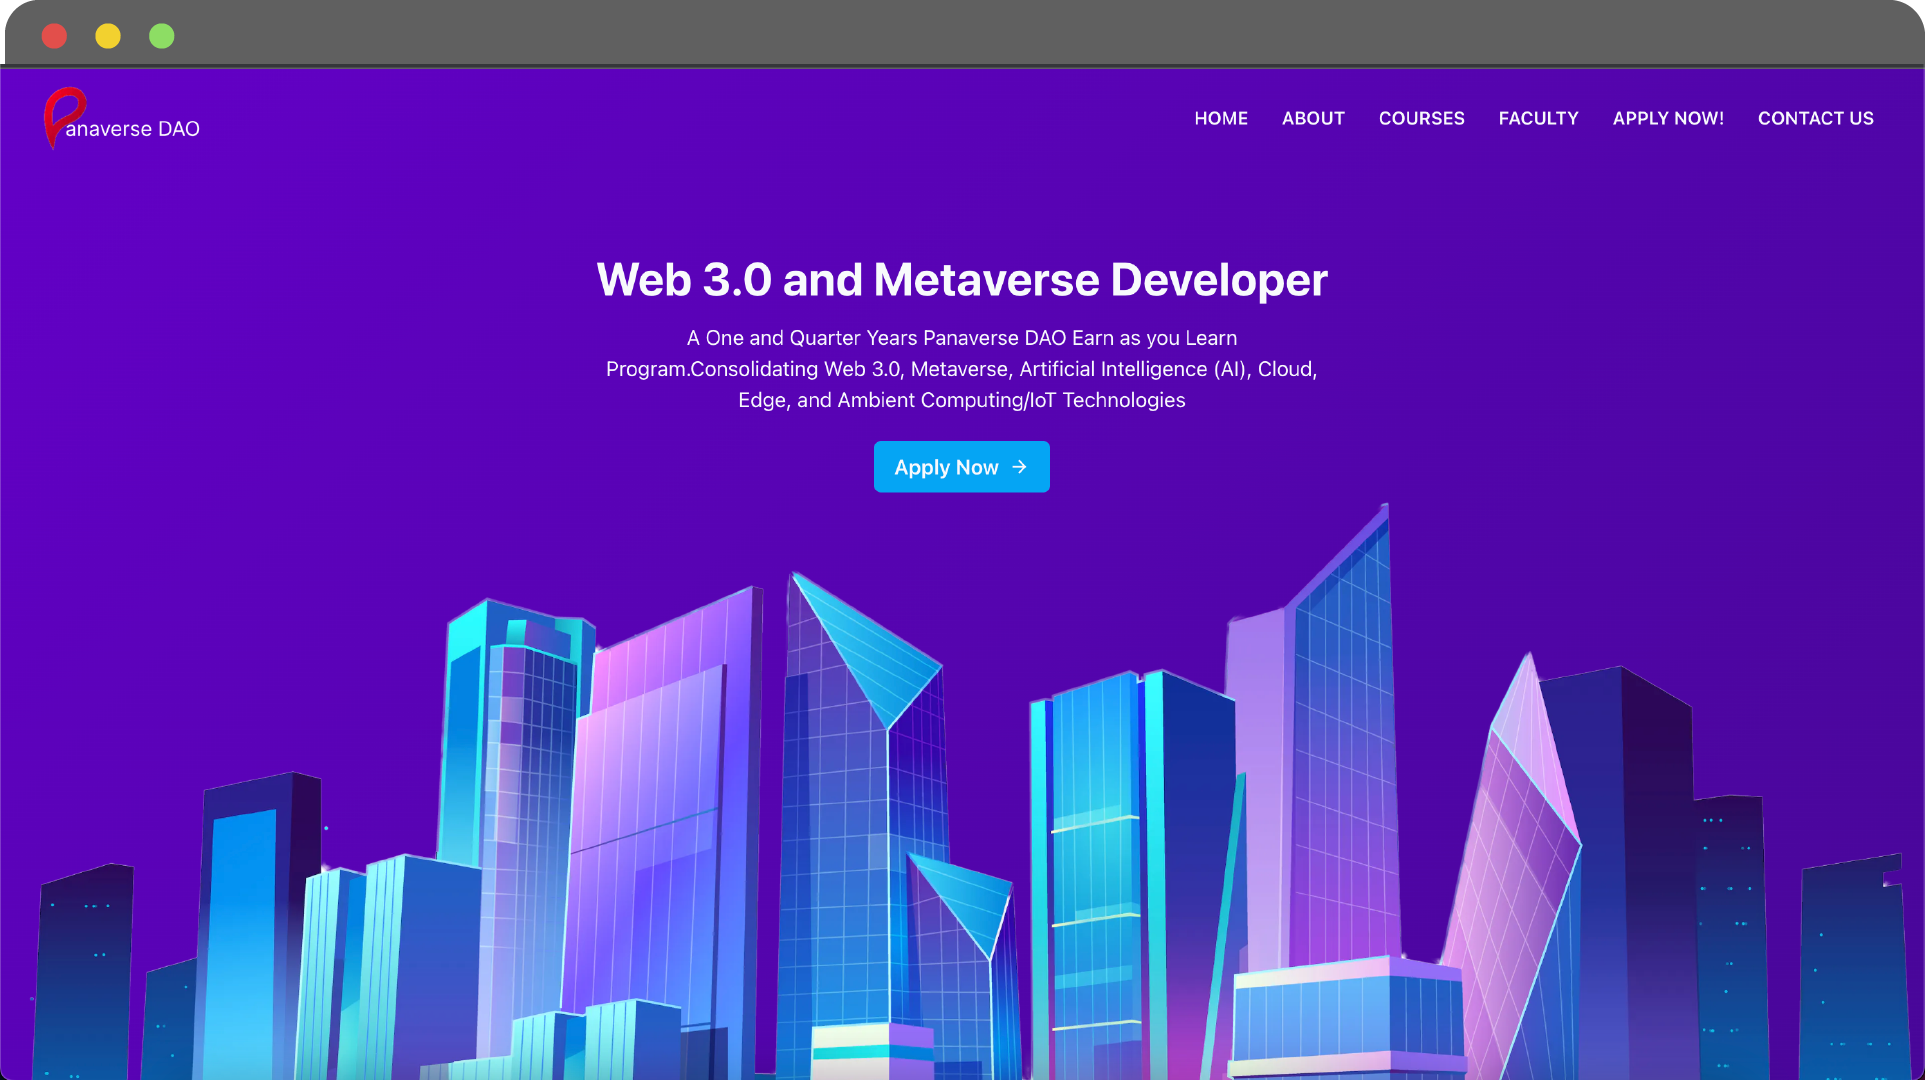 Panaverse DAO
HOME ABOUT COURSES FACULTY APPLY NOW! CONTACT US
Web 3.0 and Metaverse Developer
A One and Quarter Years Panaverse DAO Earn as you Learn
Program.Consolidating Web 3.0, Metaverse, Artificial Intelligence (AI), Cloud,
Edge, and Ambient Computing/IoT Technologies
Apply Now →